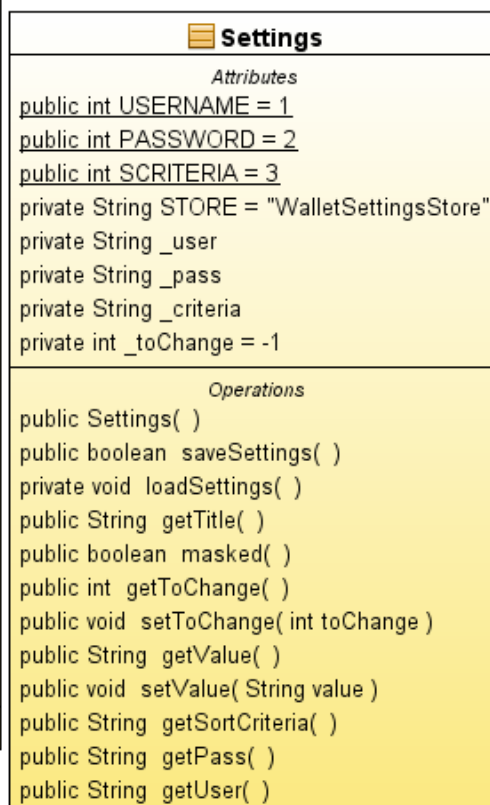 Settings
Attributes
public int USERNAME = 1
public int PASSWORD = 2
public int SCRITERIA = 3
private String STORE = "WalletSettingsStore"
private String _user
private String _pass
private String _criteria
private int _toChange = -1
Operations
public Settings( )
public boolean saveSettings( )
private void loadSettings( )
public String getTitle( )
public boolean masked( )
public int getToChange( )
public void setToChange( int toChange )
public String getValue( )
public void setValue( String value )
public String getSortCriteria( )
public String getPass( )
public String getUser( )